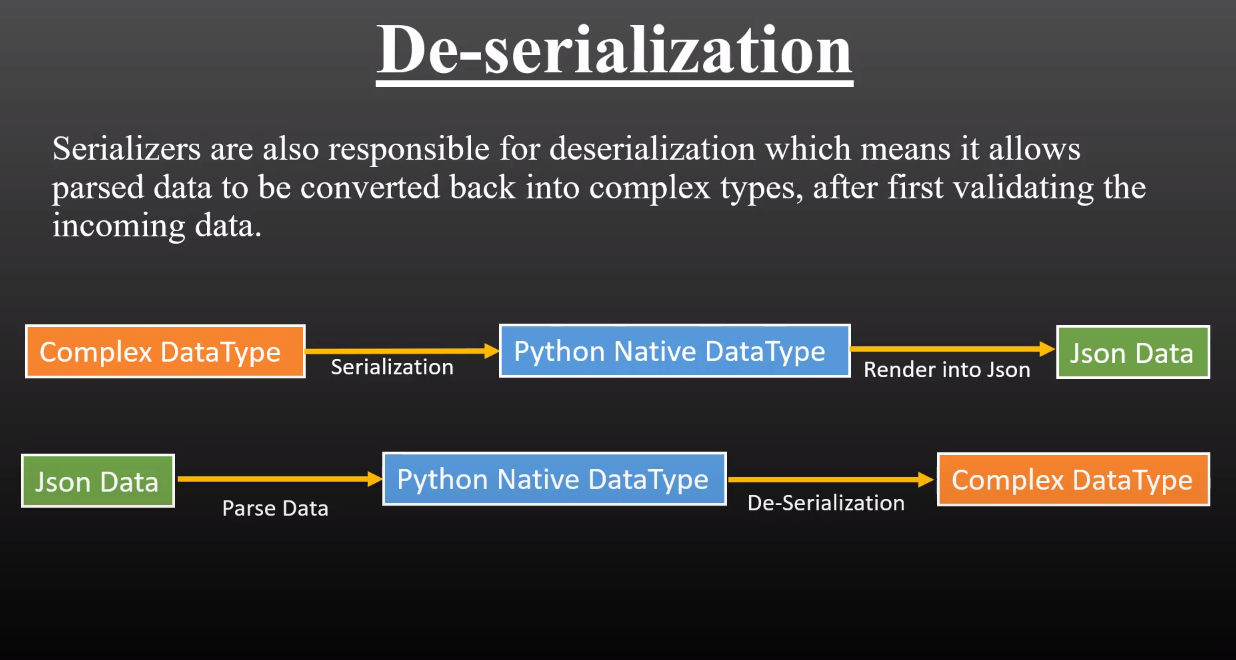 De-serialization
Serializers are also responsible for deserialization which means it allows
parsed data to be converted back into complex types, after first validating the
incoming data.
Complex DataType
Serialization
Python Native DataType
Render into Json
Json Data
Json Data
Parse Data
Python Native DataType
De-Serialization
Complex DataType